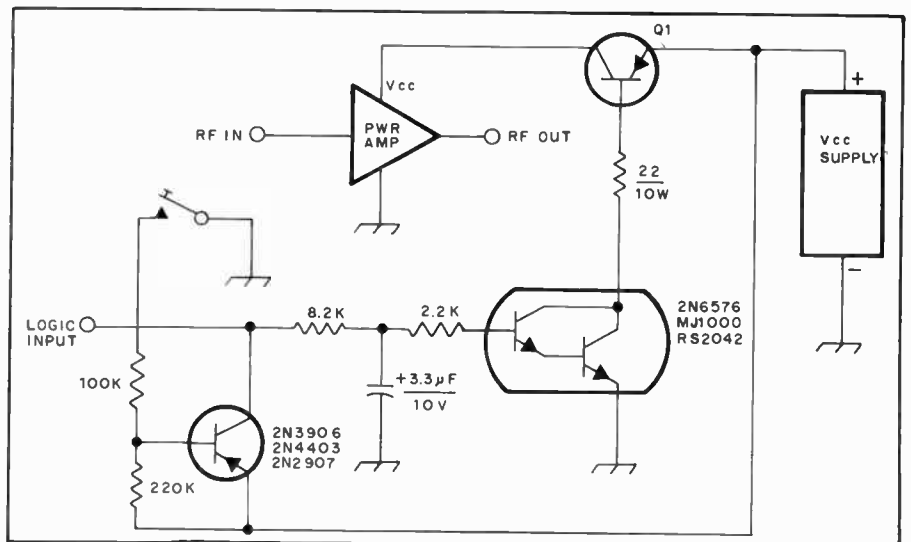 Q1
Vcc
+
RF IN
PWR
AMP
RF OUT
Vcc
SUPPLY
22
10W
-
8.2K
2.2K
2N6576
MJ1000
RS2042
LOGIC
INPUT
+3.3µF
10V
100K
2N3906
2N4403
2N2907
220K